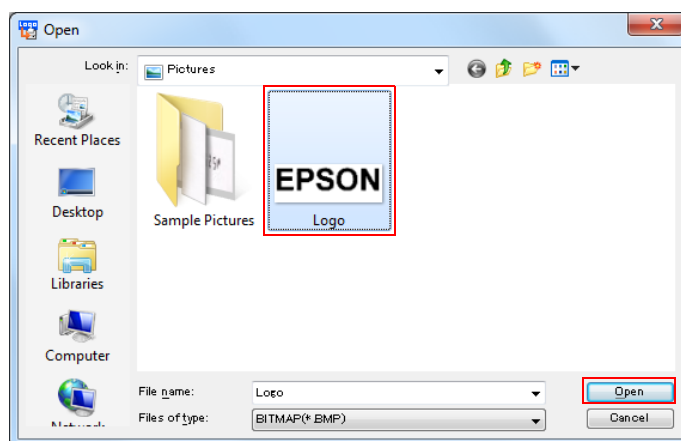 Logo
Open
Look in:
Pictures
Recent Places
Desktop
Libraries
Computer
EPSON
Sample Pictures
Logo
File name:
Logo
Open
Files of type:
BITMAP(*.BMP)
Cancel